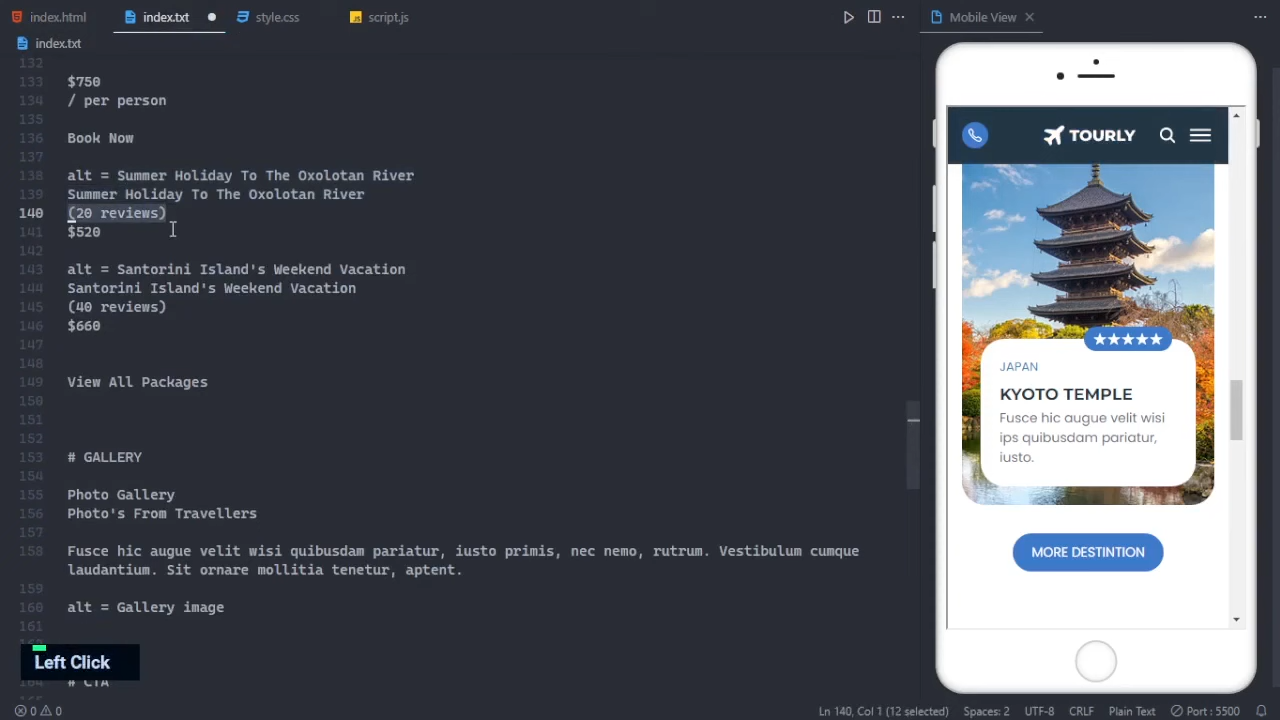 index.html
index.txt
style.css
script.js
Mobile View
index.txt
132
133 $750
134 / per person
135
136 Book Now
137
138 alt = Summer Holiday To The Oxolotan River
139 Summer Holiday To The Oxolotan River
140 (20 reviews)
141 $520
142
143 alt = Santorini Island's Weekend Vacation
144 Santorini Island's Weekend Vacation
145 (40 reviews)
146 $660
147
148
149 View All Packages
150
151
152
153 # GALLERY
154
155 Photo Gallery
156 Photo's From Travellers
157
158 Fusce hic augue velit wisi quibusdam pariatur, iusto primis, nec nemo, rutrum. Vestibulum cumque
laudantium. Sit ornare mollitia tenetur, aptent.
159
160 alt = Gallery image
161
# CTA
Left Click
TOURLY
JAPAN
KYOTO TEMPLE
Fusce hic augue velit wisi
ips quibusdam pariatur,
iusto.
MORE DESTINTION
0 0
Ln 140, Col 1 (12 selected)
Spaces: 2
UTF-8
CRLF
Plain Text
Port : 5500